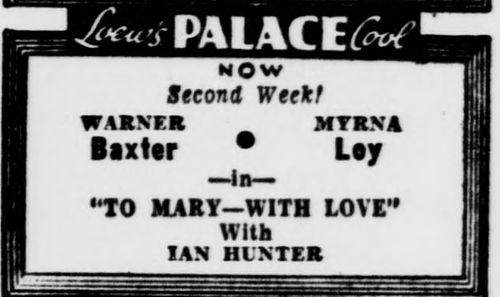 Loew's PALACE Cool
NOW
Second Week!
WARNER MYRNA
Baxter • Loy
—in—
"TO MARY—WITH LOVE"
With
IAN HUNTER